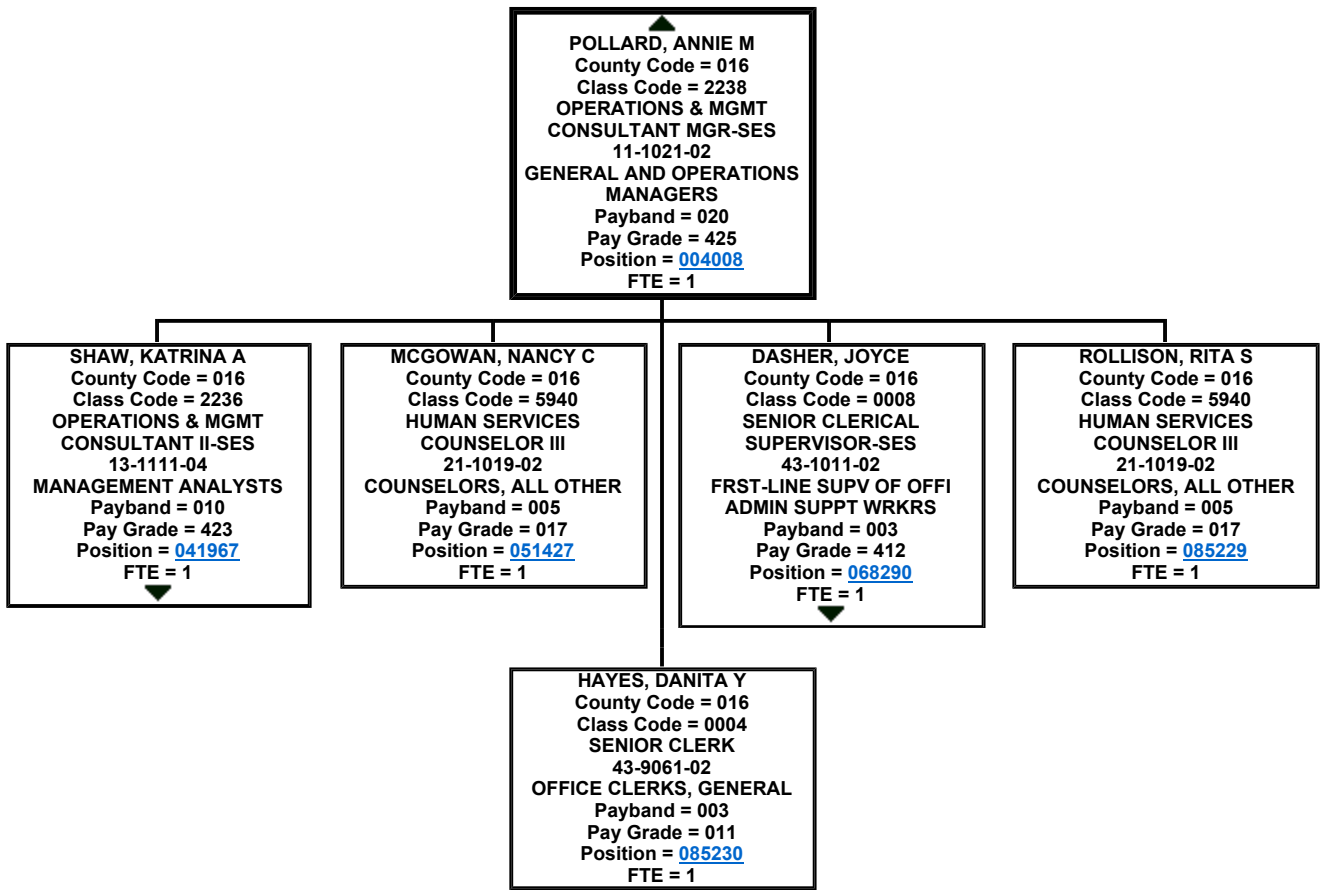 POLLARD, ANNIE M
County Code = 016
Class Code = 2238
OPERATIONS & MGMT
CONSULTANT MGR-SES
11-1021-02
GENERAL AND OPERATIONS
MANAGERS
Payband = 020
Pay Grade = 425
Position = 004008
FTE = 1
SHAW, KATRINA A
County Code = 016
Class Code = 2236
OPERATIONS & MGMT
CONSULTANT II-SES
13-1111-04
MANAGEMENT ANALYSTS
Payband = 010
Pay Grade = 423
Position = 041967
FTE = 1
MCGOWAN, NANCY C
County Code = 016
Class Code = 5940
HUMAN SERVICES
COUNSELOR III
21-1019-02
COUNSELORS, ALL OTHER
Payband = 005
Pay Grade = 017
Position = 051427
FTE = 1
DASHER, JOYCE
County Code = 016
Class Code = 0008
SENIOR CLERICAL
SUPERVISOR-SES
43-1011-02
FRST-LINE SUPV OF OFFI
ADMIN SUPPT WRKRS
Payband = 003
Pay Grade = 412
Position = 068290
FTE = 1
ROLLISON, RITA S
County Code = 016
Class Code = 5940
HUMAN SERVICES
COUNSELOR III
21-1019-02
COUNSELORS, ALL OTHER
Payband = 005
Pay Grade = 017
Position = 085229
FTE = 1
HAYES, DANITA Y
County Code = 016
Class Code = 0004
SENIOR CLERK
43-9061-02
OFFICE CLERKS, GENERAL
Payband = 003
Pay Grade = 011
Position = 085230
FTE = 1